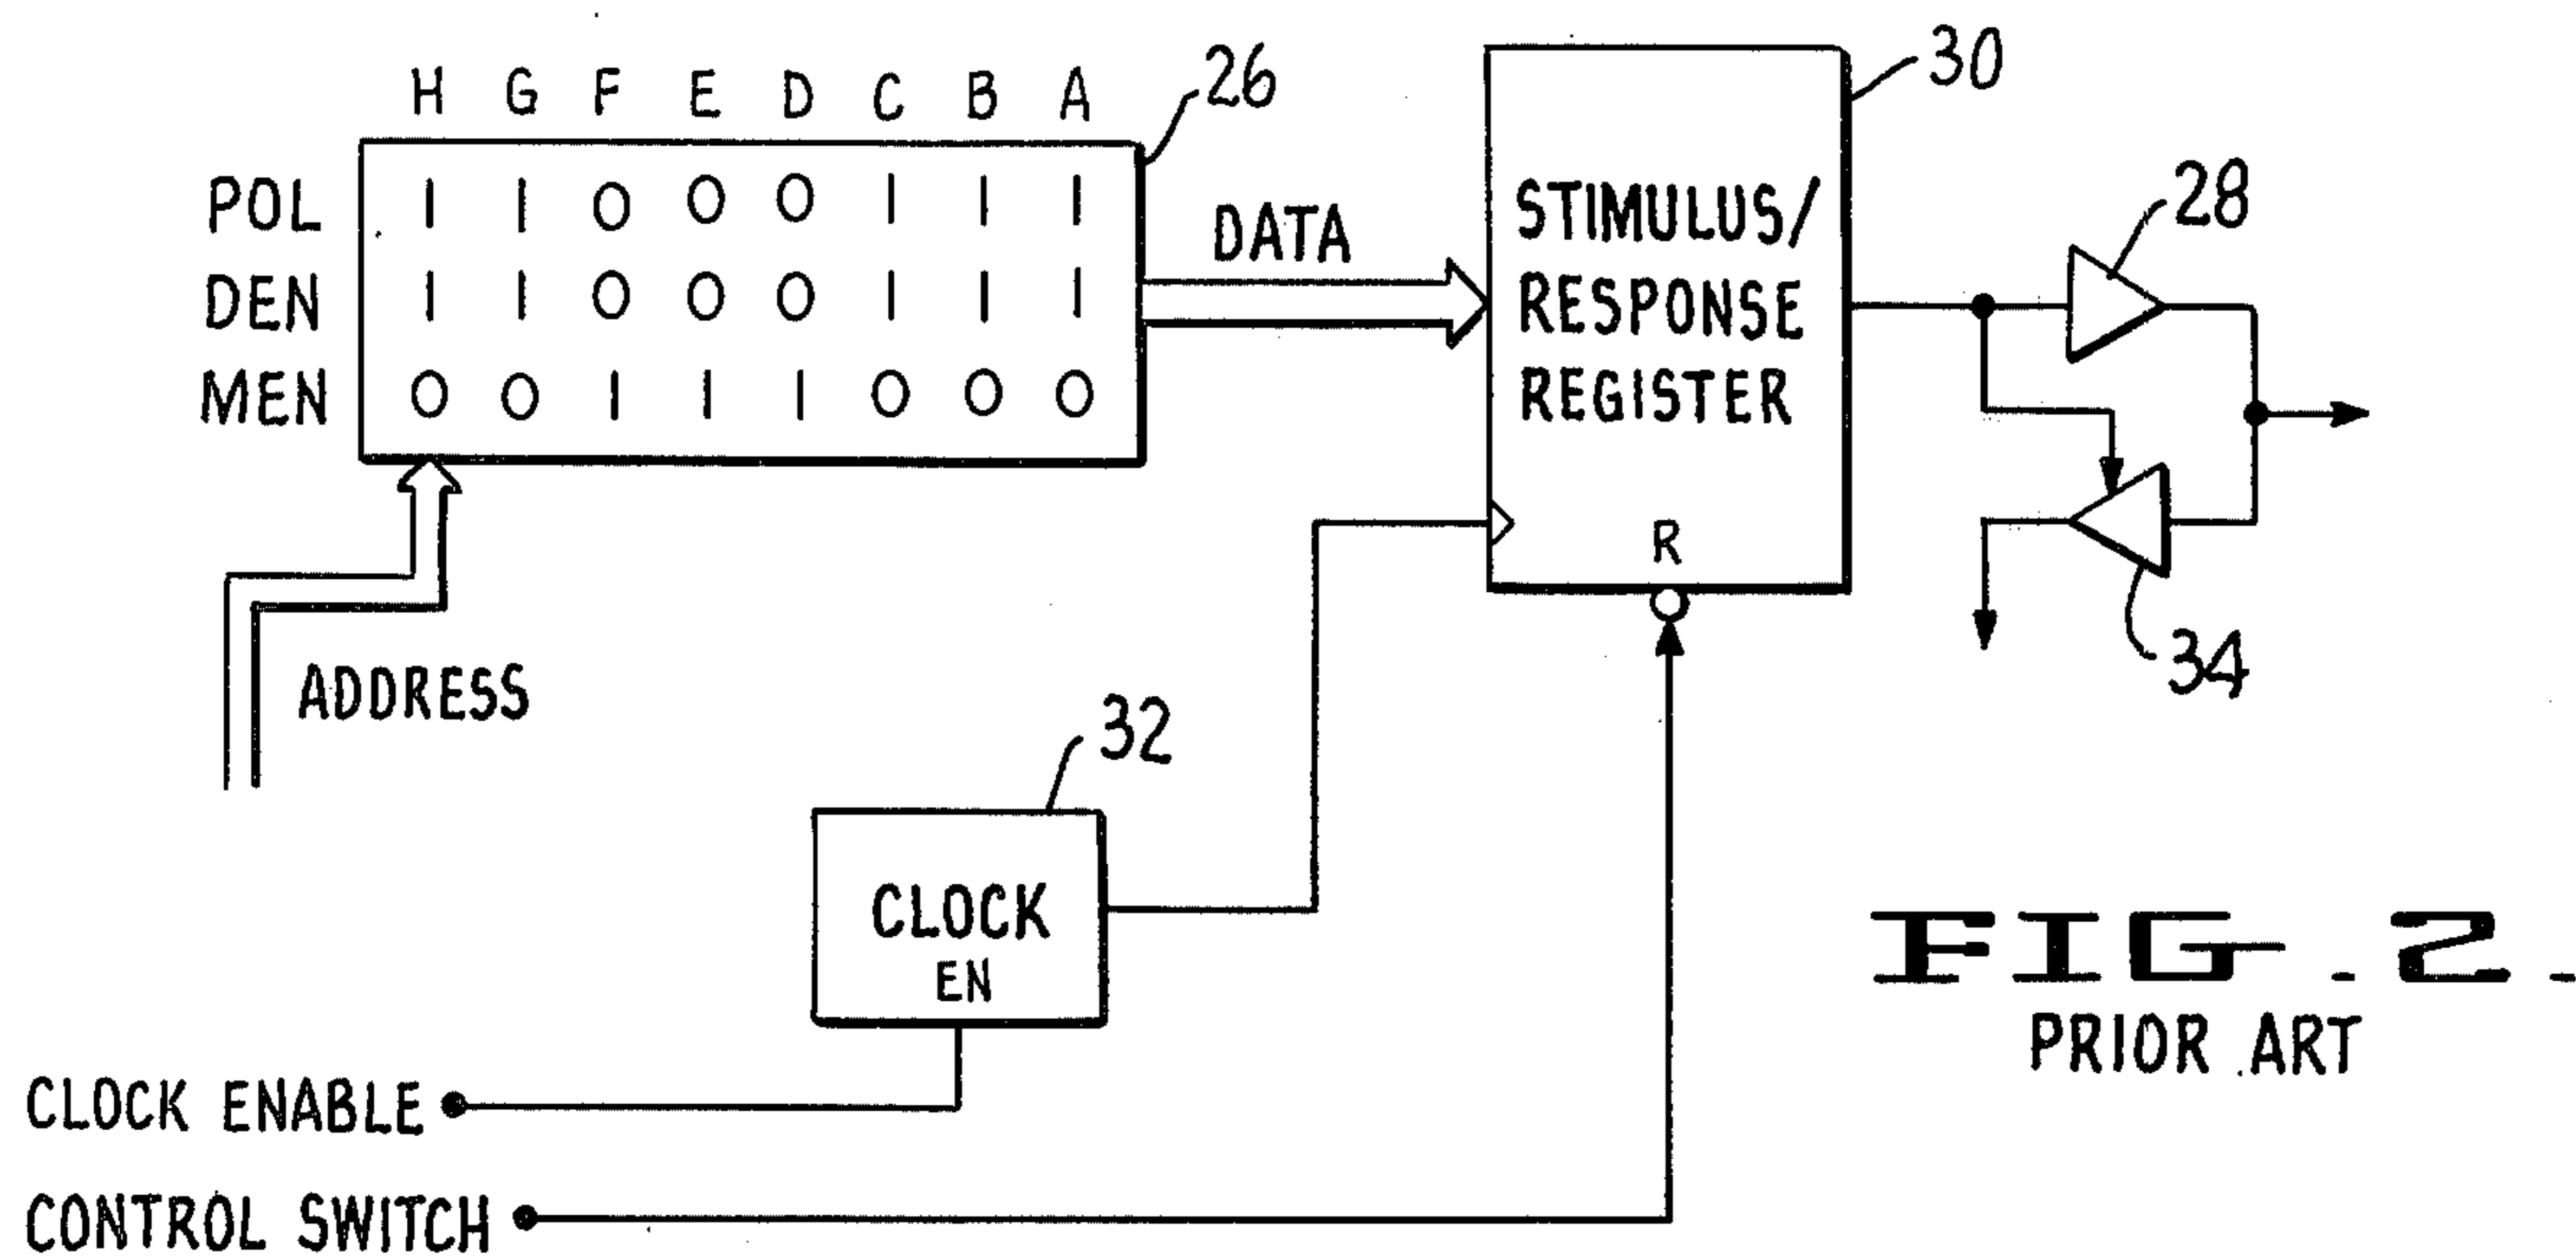 H G F E D C B A
26
POL 1 1 0 0 0 1 1 1
DEN 1 1 0 0 0 1 1 1
MEN 0 0 1 1 1 0 0 0
DATA
ADDRESS
30
STIMULUS/
RESPONSE
REGISTER
R
28
34
32
CLOCK
EN
CLOCK ENABLE
CONTROL SWITCH
FIG. 2.
PRIOR ART